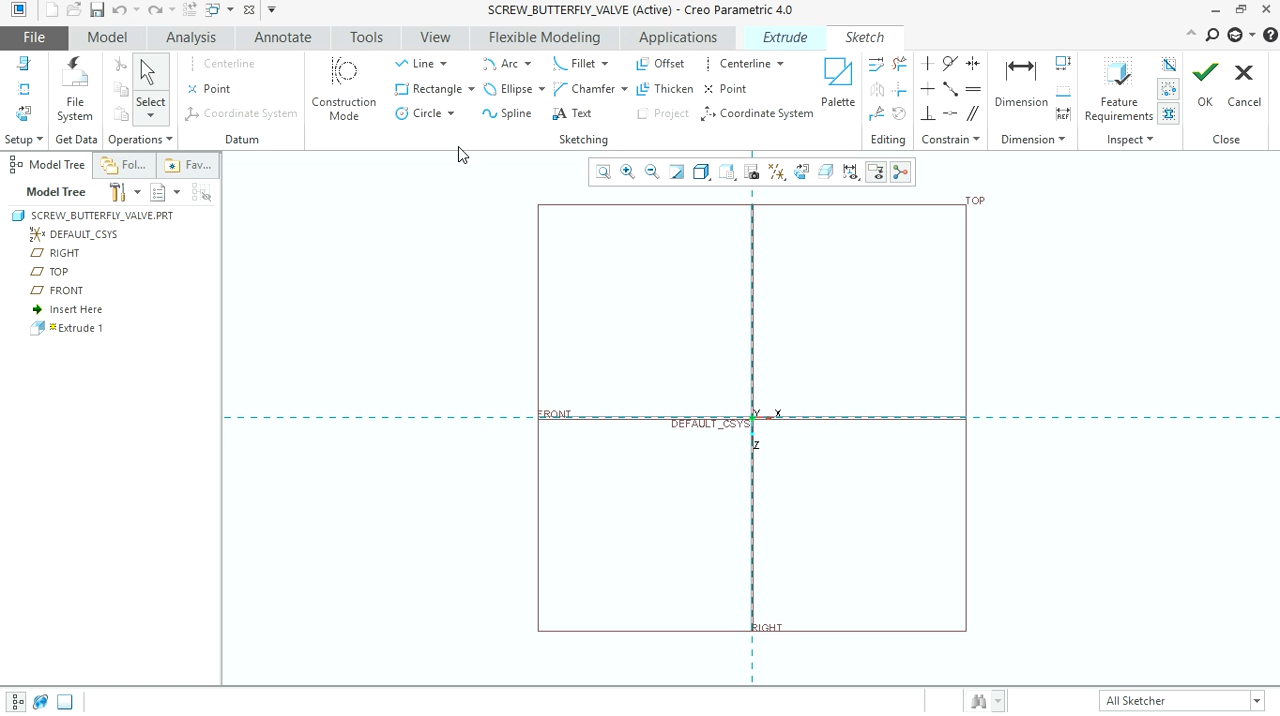 SCREW_BUTTERFLY_VALVE (Active) - Creo Parametric 4.0
File Model Analysis Annotate Tools View Flexible Modeling Applications Extrude Sketch
Centerline Line Arc Fillet Offset Centerline
Point Rectangle Ellipse Chamfer Thicken Point
File System Select Coordinate System Construction Mode Circle Spline Text Project Coordinate System Palette Dimension Feature Requirements OK Cancel
Setup Get Data Operations Datum Sketching Editing Constrain Dimension Inspect Close
Model Tree Fol... Fav...
Model Tree
SCREW_BUTTERFLY_VALVE.PRT
DEFAULT_CSYS
RIGHT
TOP
FRONT
Insert Here
Extrude 1
TOP
FRONT
Y X
DEFAULT_CSYS
Z
RIGHT
All Sketcher